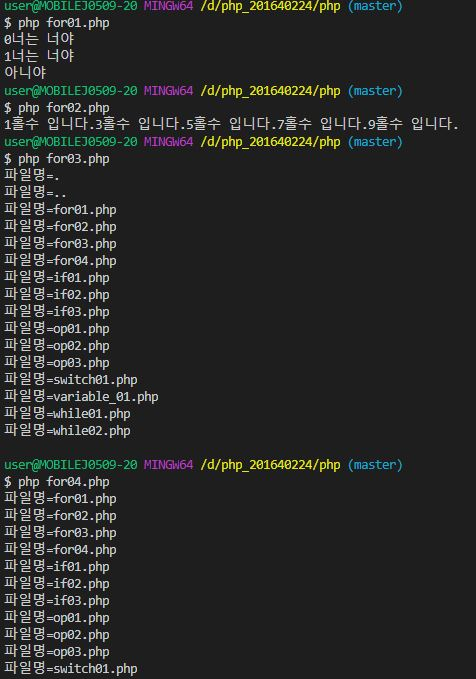 user@MOBILEJ0509-20 MINGW64 /d/php_201640224/php (master)
$ php for01.php
0너는 너야
1너는 너야
아니야
user@MOBILEJ0509-20 MINGW64 /d/php_201640224/php (master)
$ php for02.php
1홀수 입니다.3홀수 입니다.5홀수 입니다.7홀수 입니다.9홀수 입니다.
user@MOBILEJ0509-20 MINGW64 /d/php_201640224/php (master)
$ php for03.php
파일명=.
파일명=..
파일명=for01.php
파일명=for02.php
파일명=for03.php
파일명=for04.php
파일명=if01.php
파일명=if02.php
파일명=if03.php
파일명=op01.php
파일명=op02.php
파일명=op03.php
파일명=switch01.php
파일명=variable_01.php
파일명=while01.php
파일명=while02.php
user@MOBILEJ0509-20 MINGW64 /d/php_201640224/php (master)
$ php for04.php
파일명=for01.php
파일명=for02.php
파일명=for03.php
파일명=for04.php
파일명=if01.php
파일명=if02.php
파일명=if03.php
파일명=op01.php
파일명=op02.php
파일명=op03.php
파일명=switch01.php